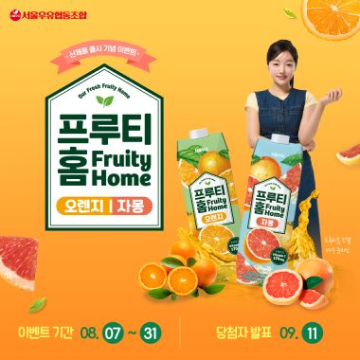 서울우유협동조합
신제품 출시 기념 이벤트
Our Fresh Fruity Home
프루티
홈 Fruity
Home
오렌지 | 자몽
프루티
홈 Fruity
Home
오렌지
프루티
홈 Fruity
Home
자몽
이벤트 기간 08. 07 ~ 31
당첨자 발표 09. 11